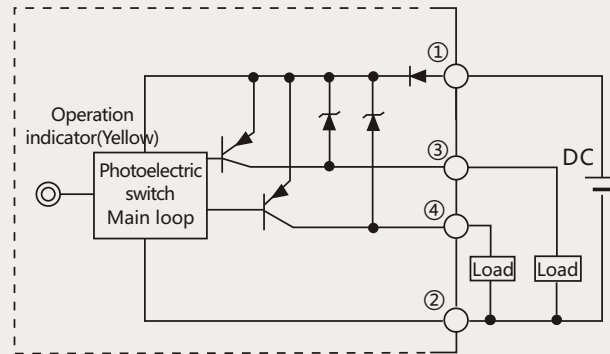 ①
Operation
indicator(Yellow)
Photoelectric
switch
Main loop
③
DC
④
Load
Load
②